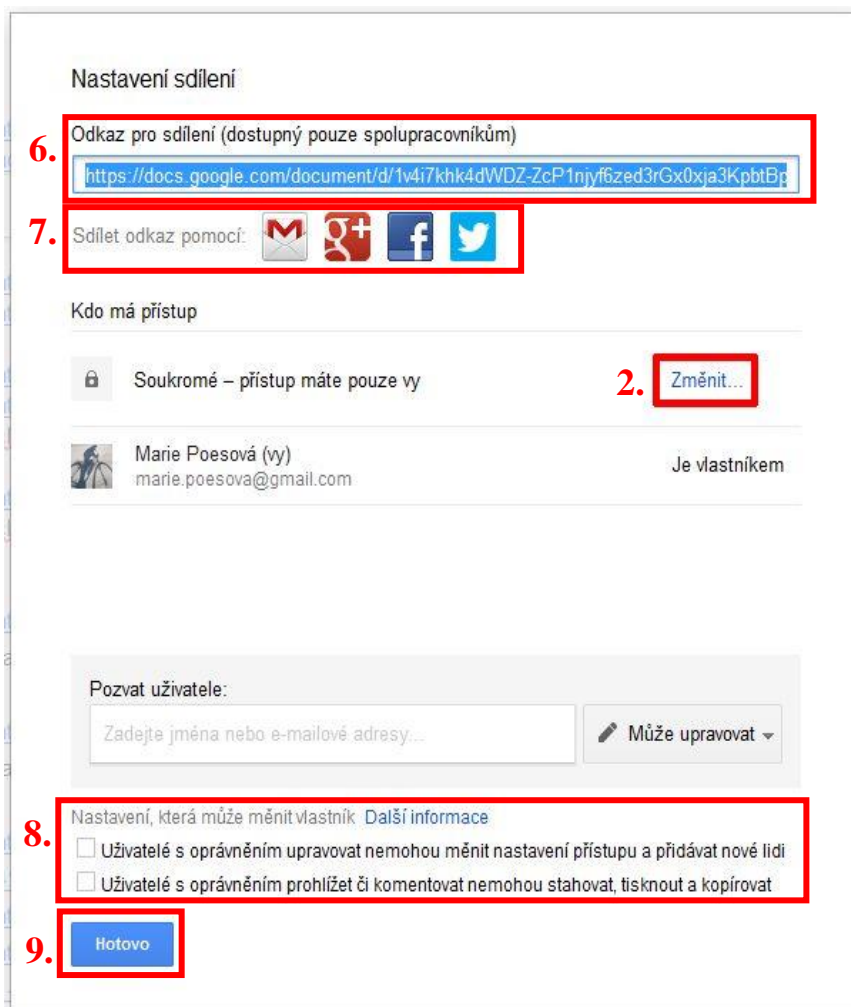 Nastavení sdílení
6. Odkaz pro sdílení (dostupný pouze spolupracovníkům)
https://docs.google.com/document/d/1v4i7khk4dWDZ-ZcP1njyf6zed3rGx0xja3KpbtBp
7. Sdílet odkaz pomocí:
Kdo má přístup
Soukromé – přístup máte pouze vy 2. Změnit...
Marie Poesová (vy) Je vlastníkem
marie.poesova@gmail.com
Pozvat uživatele:
Zadejte jména nebo e-mailové adresy... Může upravovat
8. Nastavení, která může měnit vlastník Další informace
Uživatelé s oprávněním upravovat nemohou měnit nastavení přístupu a přidávat nové lidi
Uživatelé s oprávněním prohlížet či komentovat nemohou stahovat, tisknout a kopírovat
9. Hotovo